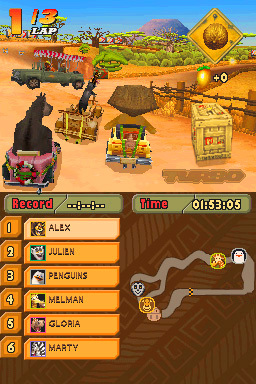 1/3
LAP
+0
TURBO
Record --:--:--
Time 01:53:05
1 ALEX
2 JULIEN
3 PENGUINS
4 MELMAN
5 GLORIA
6 MARTY